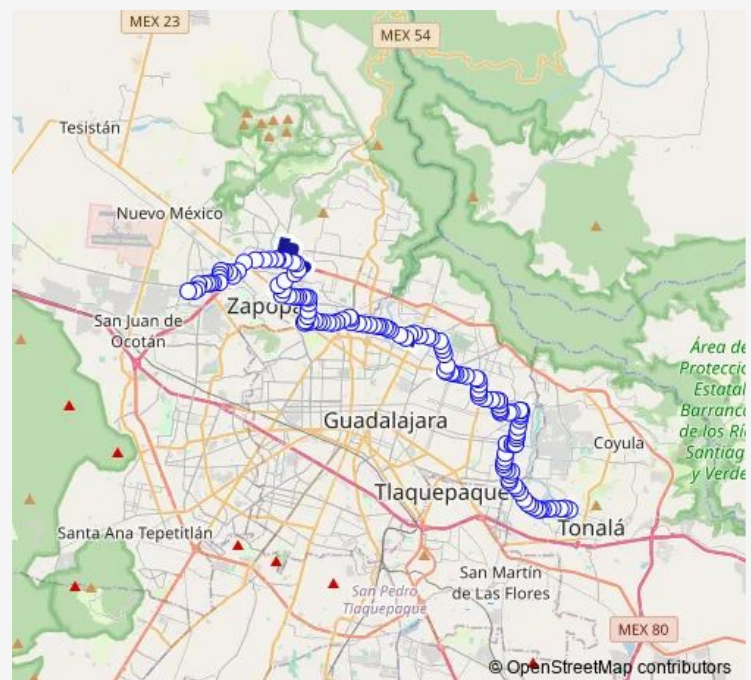 MEX 23
MEX 54
Tesistán
Nuevo México
San Juan de
Ocotán
Zapopa
Área de
Protecci
Estatal
Barranc
de los Rí
Santiag
y Verde
Guadalajara
Coyula
Tlaquepaque
Tonalá
Santa Ana Tepetitlán
San Martín
de Las Flores
San Pedro
Tlaquepaque
MEX 80
© OpenStreetMap contributors